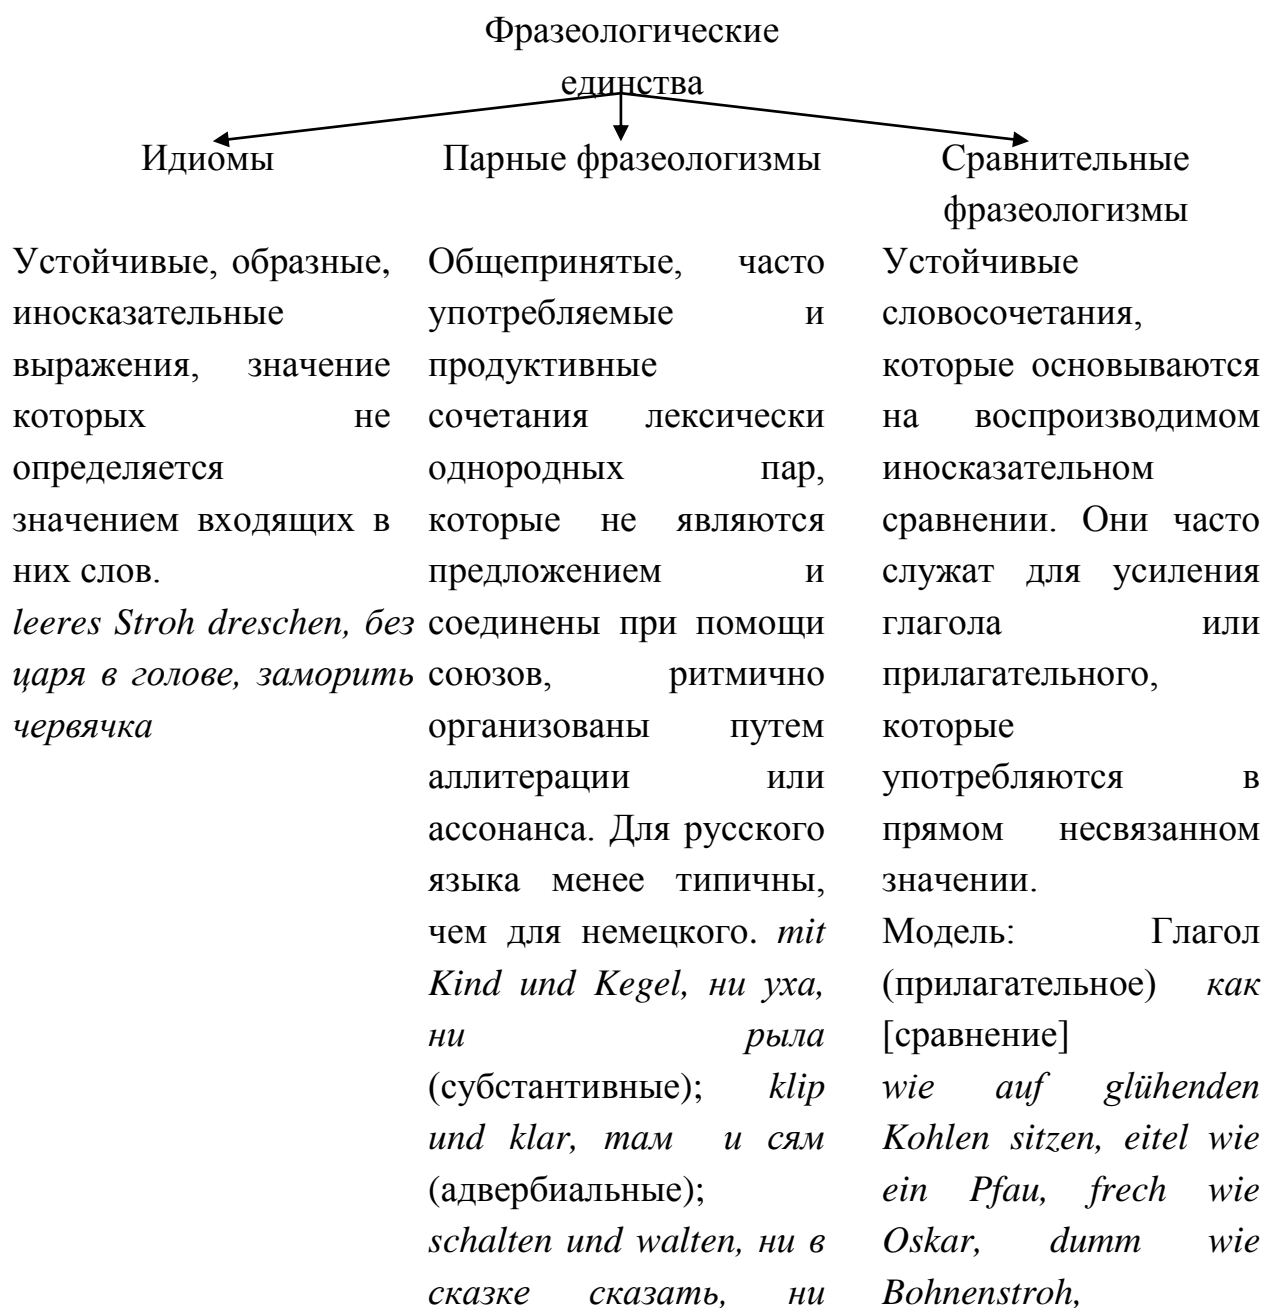 Фразеологические
единства
Идиомы
Парные фразеологизмы
Сравнительные
фразеологизмы
Устойчивые, образные,
иносказательные
выражения, значение
которых не
определяется
значением входящих в
них слов.
leeres Stroh dreschen, без
царя в голове, заморить
червячка
Общепринятые, часто
употребляемые и
продуктивные
сочетания лексически
однородных пар,
которые не являются
предложением и
соединены при помощи
союзов, ритмично
организованы путем
аллитерации или
ассонанса. Для русского
языка менее типичны,
чем для немецкого. mit
Kind und Kegel, ни уха,
ни рыла
(субстантивные); klip
und klar, там и сям
(адвербиальные);
schalten und walten, ни в
сказке сказать, ни
Устойчивые
словосочетания,
которые основываются
на воспроизводимом
иносказательном
сравнении. Они часто
служат для усиления
глагола или
прилагательного,
которые
употребляются в
прямом несвязанном
значении.
Модель: Глагол
(прилагательное) как
[сравнение]
wie auf glühenden
Kohlen sitzen, eitel wie
ein Pfau, frech wie
Oskar, dumm wie
Bohnenstroh,